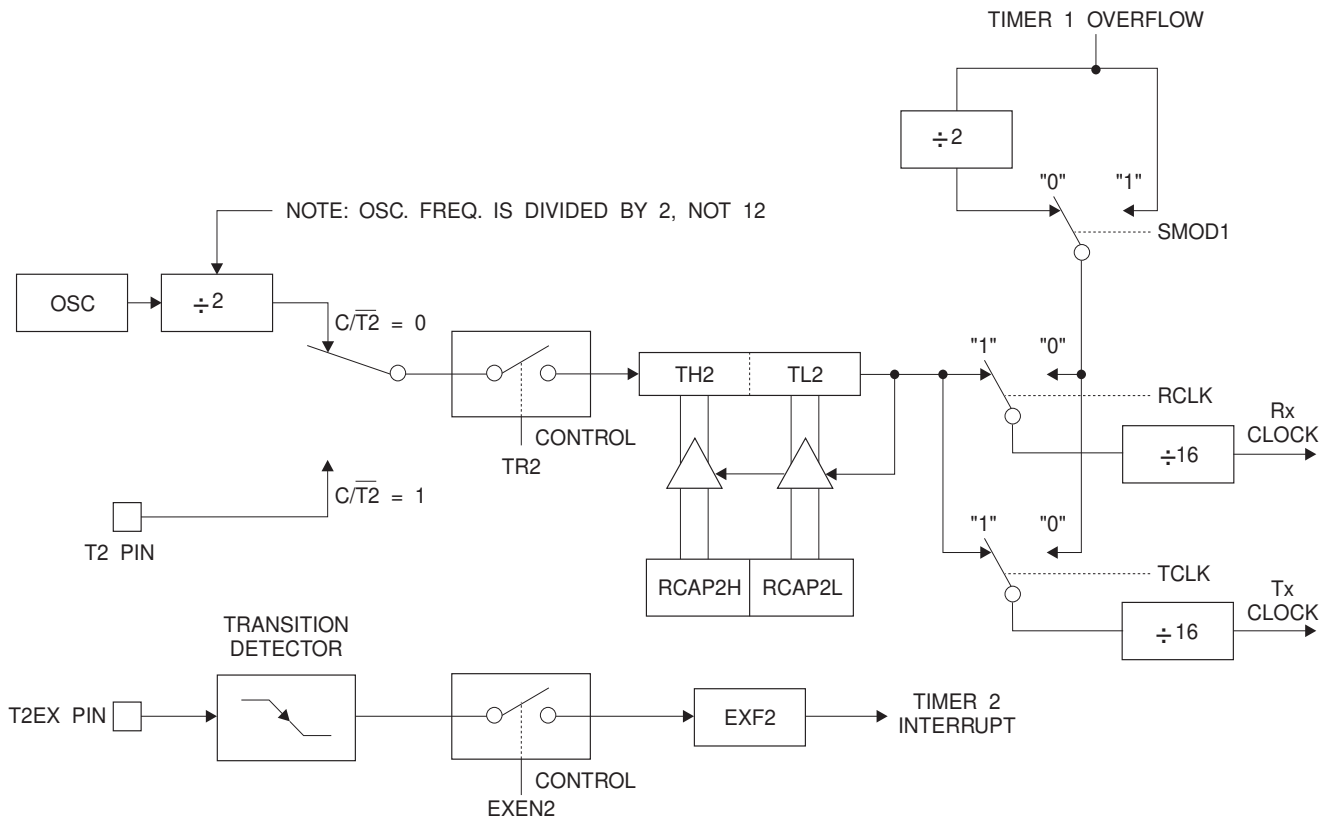 TIMER 1 OVERFLOW
÷2
"0" "1"
NOTE: OSC. FREQ. IS DIVIDED BY 2, NOT 12
SMOD1
OSC
÷2
C/T2̅ = 0
"1" "0"
TH2 TL2
RCLK
Rx
CLOCK
CONTROL
TR2
÷16
C/T2̅ = 1
"1" "0"
T2 PIN
TCLK
RCAP2H RCAP2L
Tx
CLOCK
÷16
TRANSITION
DETECTOR
T2EX PIN
EXF2
TIMER 2
INTERRUPT
CONTROL
EXEN2